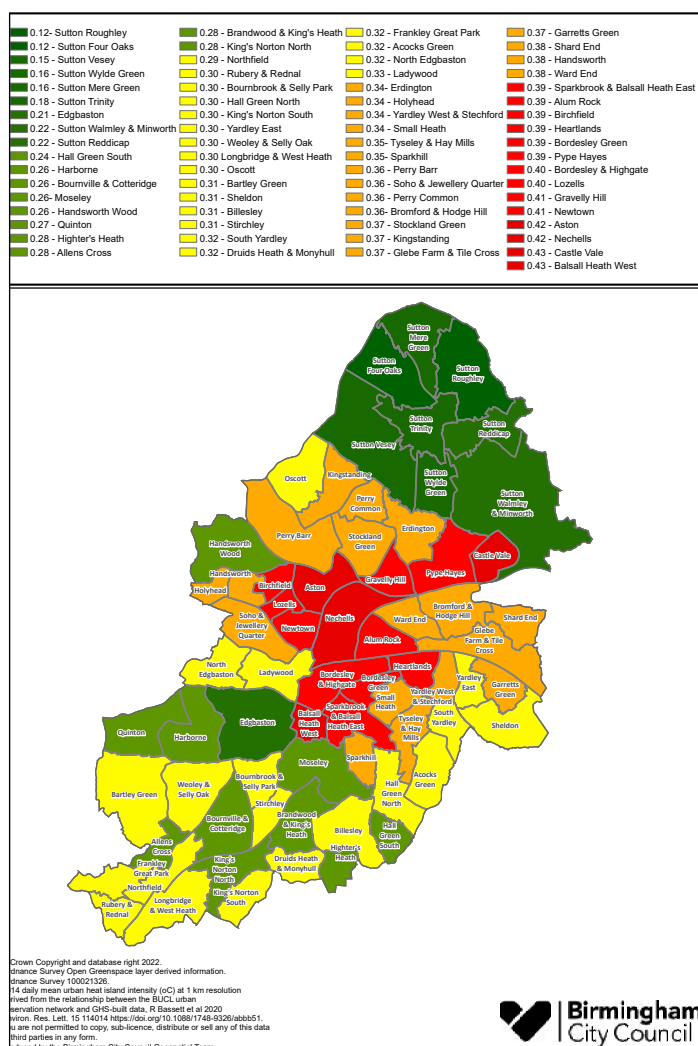 0.12- Sutton Roughley
0.12 - Sutton Four Oaks
0.15 - Sutton Vesey
0.16 - Sutton Wylde Green
0.16 - Sutton Mere Green
0.18 - Sutton Trinity
0.21 - Edgbaston
0.22 - Sutton Walmley & Minworth
0.22 - Sutton Reddicap
0.24 - Hall Green South
0.26 - Harborne
0.26 - Bournville & Cotteridge
0.26- Moseley
0.26 - Handsworth Wood
0.27 - Quinton
0.28 - Highter's Heath
0.28 - Allens Cross
0.28 - Brandwood & King's Heath
0.28 - King's Norton North
0.29 - Northfield
0.30 - Rubery & Rednal
0.30 - Bournbrook & Selly Park
0.30 - Hall Green North
0.30 - King's Norton South
0.30 - Yardley East
0.30 - Weoley & Selly Oak
0.30 Longbridge & West Heath
0.30 - Oscott
0.31 - Bartley Green
0.31 - Sheldon
0.31 - Billesley
0.31 - Stirchley
0.32 - South Yardley
0.32 - Druids Heath & Monyhull
0.32 - Frankley Great Park
0.32 - Acocks Green
0.32 - North Edgbaston
0.33 - Ladywood
0.34- Erdington
0.34 - Holyhead
0.34 - Yardley West & Stechford
0.34 - Small Heath
0.35- Tyseley & Hay Mills
0.35- Sparkhill
0.36 - Perry Barr
0.36 - Soho & Jewellery Quarter
0.36 - Perry Common
0.36- Bromford & Hodge Hill
0.37 - Stockland Green
0.37 - Kingstanding
0.37 - Glebe Farm & Tile Cross
0.37 - Garretts Green
0.38 - Shard End
0.38 - Handsworth
0.38 - Ward End
0.39 - Sparkbrook & Balsall Heath East
0.39 - Alum Rock
0.39 - Birchfield
0.39 - Heartlands
0.39 - Bordesley Green
0.39 - Pype Hayes
0.40 - Bordesley & Highgate
0.40 - Lozells
0.41 - Gravelly Hill
0.41 - Newtown
0.42 - Aston
0.42 - Nechells
0.43 - Castle Vale
0.43 - Balsall Heath West
Sutton
Mere
Green
Sutton
Four Oaks
Sutton
Roughley
Sutton
Trinity
Sutton
Reddicap
Sutton Vesey
Sutton
Wylde
Green
Sutton
Walmley
& Minworth
Oscott
Kingstanding
Perry
Common
Erdington
Perry Barr
Stockland
Green
Handsworth
Wood
Castle Vale
Pype Hayes
Gravelly Hill
Handsworth
Holyhead
Birchfield
Aston
Lozells
Soho &
Jewellery
Quarter
Newtown
Nechells
Ward End
Bromford &
Hodge Hill
Shard End
Glebe
Farm & Tile
Cross
Alum Rock
North
Edgbaston
Ladywood
Bordesley
& Highgate
Bordesley
Green
Heartlands
Small
Heath
Yardley West
& Stechford
Yardley
East
Garretts
Green
Sheldon
South
Yardley
Tyseley
& Hay
Mills
Balsall
Heath
West
Sparkbrook
& Balsall
Heath East
Edgbaston
Quinton
Harborne
Moseley
Sparkhill
Acocks
Green
Hall
Green
North
Bartley Green
Weoley &
Selly Oak
Bournbrook &
Selly Park
Stirchley
Bournville &
Cotteridge
Brandwood
& King's
Heath
Billesley
Hall
Green
South
Highter's
Heath
Druids Heath
& Monyhull
Allens
Cross
Frankley
Great Park
Northfield
King's
Norton
North
King's Norton
South
Rubery &
Rednal
Longbridge
& West Heath
Crown Copyright and database right 2022.
dnance Survey Open Greenspace layer derived information.
dnance Survey 100021326.
14 daily mean urban heat island intensity (oC) at 1 km resolution
rived from the relationship between the BUCL urban
servation network and GHS-built data, R Bassett et al 2020
viron. Res. Lett. 15 114014 https://doi.org/10.1088/1748-9326/abbb51.
u are not permitted to copy, sub-licence, distribute or sell any of this data
third parties in any form.
Birmingham
City Council